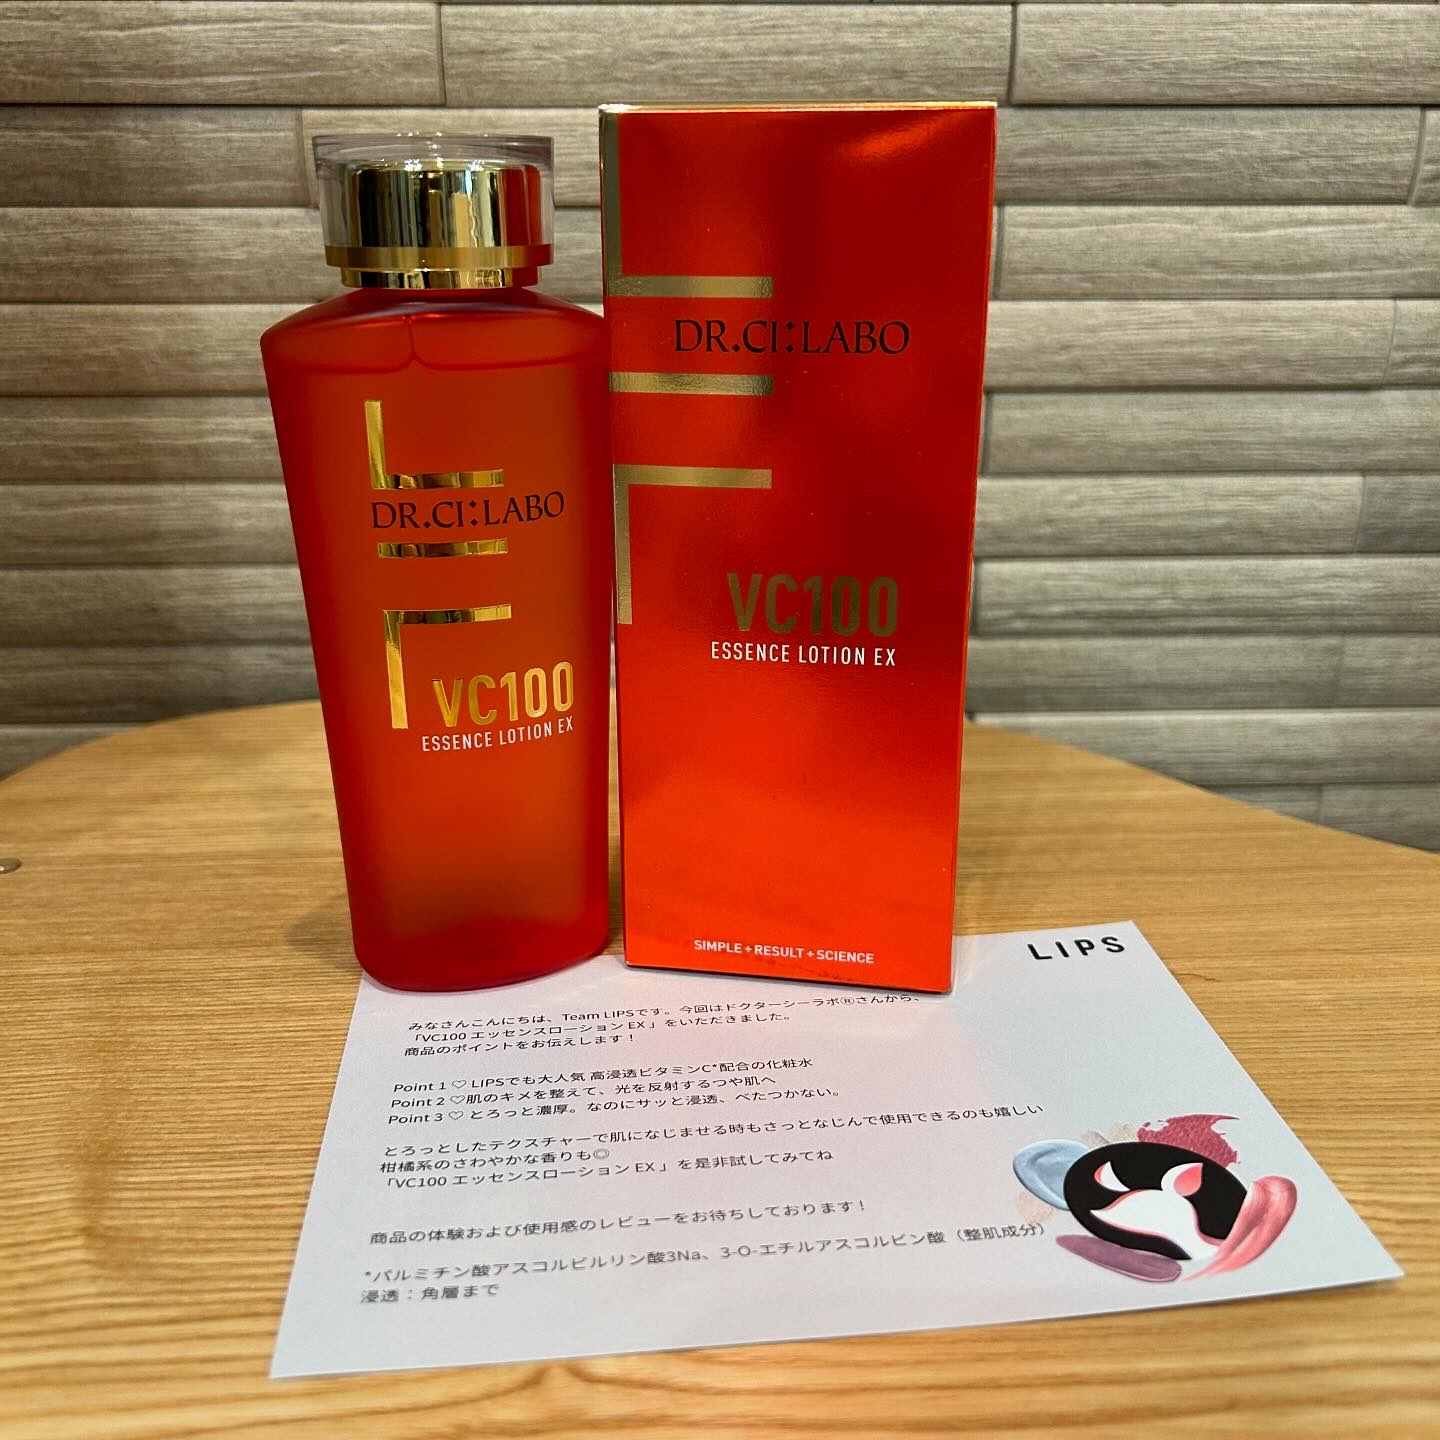 DR.CI:LABO
VC100
ESSENCE LOTION EX
DR.CI:LABO
VC100
ESSENCE LOTION EX
SIMPLE+RESULT+SCIENCE
LIPS
みなさんこんにちは、Team LIPSです。今回はドクターシーラボ®さんから、
「VC100 エッセンスローション EX 」をいただきました。
商品のポイントをお伝えします！
Point 1 ♡ LIPSでも大人気 高浸透ビタミンC*配合の化粧水
Point 2 ♡肌のキメを整えて、光を反射するつや肌へ
Point 3 ♡ とろっと濃厚。なのにサッと浸透、べたつかない。
とろっとしたテクスチャーで肌になじませる時もさっとなじんで使用できるのも嬉しい
柑橘系のさわやかな香りも◎
「VC100 エッセンスローション EX 」を是非試してみてね
商品の体験および使用感のレビューをお待ちしております！
*パルミチン酸アスコルビルリン酸3Na、3-O-エチルアスコルビン酸（整肌成分）
浸透：角層まで